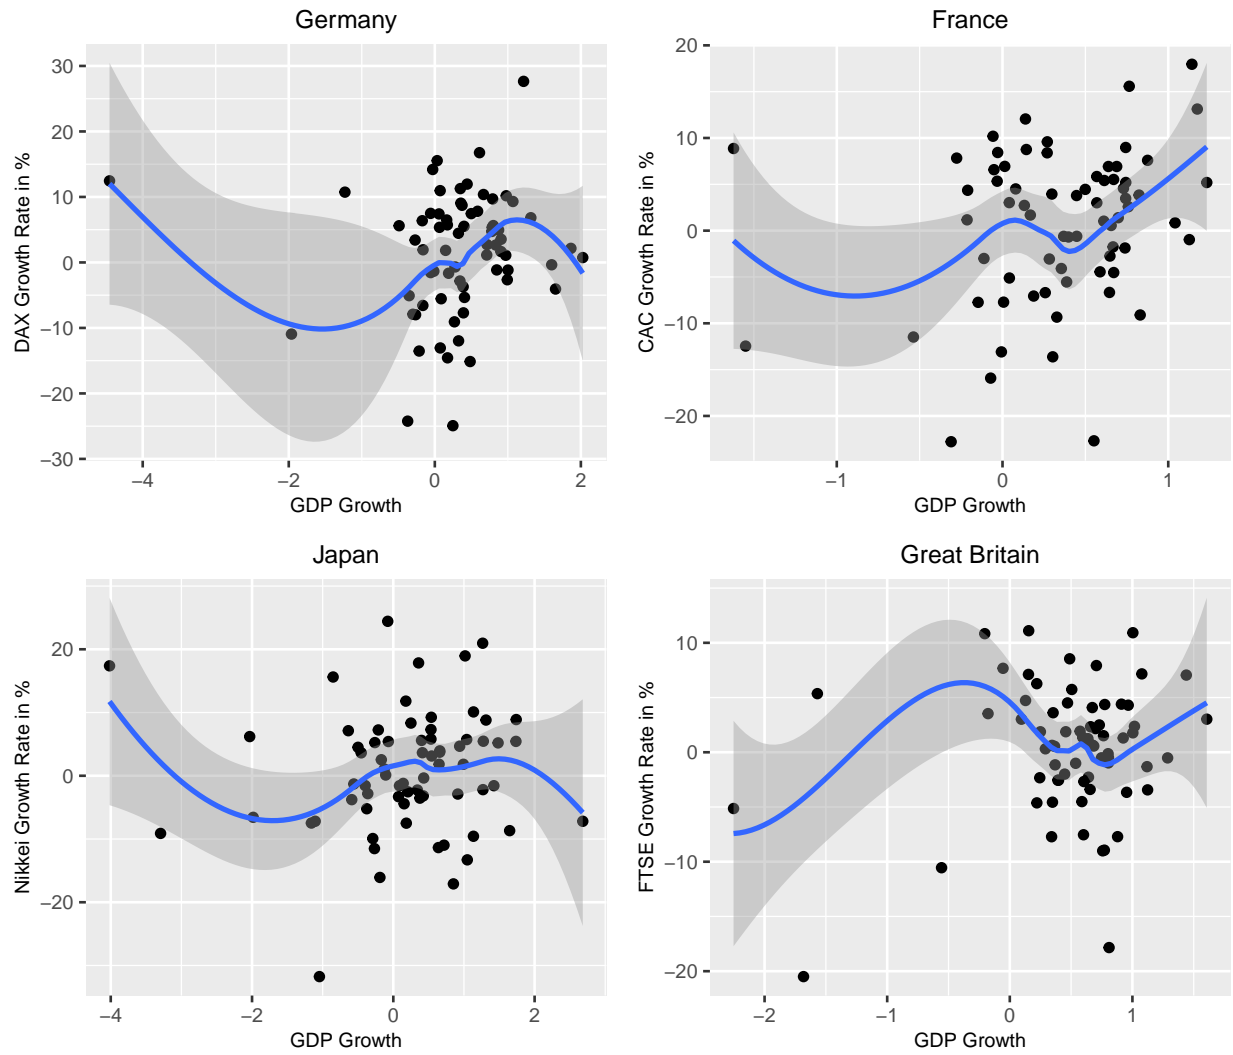 Germany
DAX Growth Rate in %
30
20
10
0
−10
−20
−30
−4
−2
0
2
GDP Growth
France
CAC Growth Rate in %
20
10
0
−10
−20
−1
0
1
GDP Growth
Japan
Nikkei Growth Rate in %
20
0
−20
−4
−2
0
2
GDP Growth
Great Britain
FTSE Growth Rate in %
10
0
−10
−20
−2
−1
0
1
GDP Growth